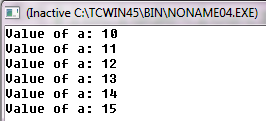 (Inactive C:\TCWIN45\BIN\NONAME04.EXE)
Value of a: 10
Value of a: 11
Value of a: 12
Value of a: 13
Value of a: 14
Value of a: 15